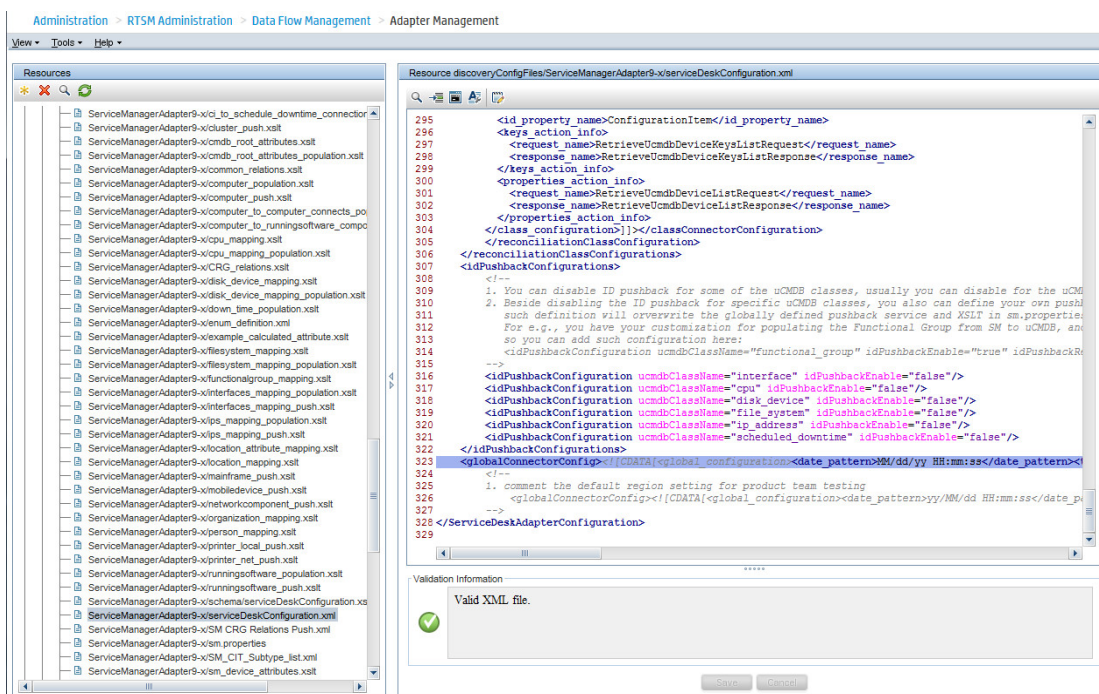 Administration > RTSM Administration > Data Flow Management > Adapter Management
View Tools Help
Resources
ServiceManagerAdapter9-x/ci_to_schedule_downtime_connection
ServiceManagerAdapter9-x/cluster_push.xslt
ServiceManagerAdapter9-x/cmdb_root_attributes.xslt
ServiceManagerAdapter9-x/cmdb_root_attributes_population.xslt
ServiceManagerAdapter9-x/common_relations.xslt
ServiceManagerAdapter9-x/computer_population.xslt
ServiceManagerAdapter9-x/computer_push.xslt
ServiceManagerAdapter9-x/computer_to_computer_connects_po
ServiceManagerAdapter9-x/computer_to_runningsoftware_compo
ServiceManagerAdapter9-x/cpu_mapping.xslt
ServiceManagerAdapter9-x/cpu_mapping_population.xslt
ServiceManagerAdapter9-x/CRG_relations.xslt
ServiceManagerAdapter9-x/disk_device_mapping.xslt
ServiceManagerAdapter9-x/disk_device_mapping_population.xslt
ServiceManagerAdapter9-x/down_time_population.xslt
ServiceManagerAdapter9-x/enum_definition.xml
ServiceManagerAdapter9-x/example_calculated_attribute.xslt
ServiceManagerAdapter9-x/filesystem_mapping.xslt
ServiceManagerAdapter9-x/filesystem_mapping_population.xslt
ServiceManagerAdapter9-x/functionalgroup_mapping.xslt
ServiceManagerAdapter9-x/interfaces_mapping_population.xslt
ServiceManagerAdapter9-x/interfaces_mapping_push.xslt
ServiceManagerAdapter9-x/ips_mapping_population.xslt
ServiceManagerAdapter9-x/ips_mapping_push.xslt
ServiceManagerAdapter9-x/location_attribute_mapping.xslt
ServiceManagerAdapter9-x/location_mapping.xslt
ServiceManagerAdapter9-x/mainframe_push.xslt
ServiceManagerAdapter9-x/mobiledevice_push.xslt
ServiceManagerAdapter9-x/networkcomponent_push.xslt
ServiceManagerAdapter9-x/organization_mapping.xslt
ServiceManagerAdapter9-x/person_mapping.xslt
ServiceManagerAdapter9-x/printer_local_push.xslt
ServiceManagerAdapter9-x/printer_net_push.xslt
ServiceManagerAdapter9-x/runningsoftware_population.xslt
ServiceManagerAdapter9-x/runningsoftware_push.xslt
ServiceManagerAdapter9-x/schema/serviceDeskConfiguration.xs
ServiceManagerAdapter9-x/serviceDeskConfiguration.xml
ServiceManagerAdapter9-x/SM CRG Relations Push.xml
ServiceManagerAdapter9-x/sm.properties
ServiceManagerAdapter9-x/SM_CIT_Subtype_list.xml
ServiceManagerAdapter9-x/sm_device_attributes.xslt
Resource discoveryConfigFiles/ServiceManagerAdapter9-x/serviceDeskConfiguration.xml
295 <id_property_name>ConfigurationItem</id_property_name>
296 <keys_action_info>
297 <request_name>RetrieveUcmdbDeviceKeysListRequest</request_name>
298 <response_name>RetrieveUcmdbDeviceKeysListResponse</response_name>
299 </keys_action_info>
300 <properties_action_info>
301 <request_name>RetrieveUcmdbDeviceListRequest</request_name>
302 <response_name>RetrieveUcmdbDeviceListResponse</response_name>
303 </properties_action_info>
304 </class_configuration>]]></classConnectorConfiguration>
305 </reconciliationClassConfiguration>
306 </reconciliationClassConfigurations>
307 <idPushbackConfigurations>
308 <!--
309 1. You can disable ID pushback for some of the uCMDB classes, usually you can disable for the uCM
310 2. Beside disabling the ID pushback for specific uCMDB classes, you also can define your own push
311 such definition will orverwrite the globally defined pushback service and XSLT in sm.properties
312 For e.g., you have your customization for populating the Functional Group from SM to uCMDB, an
313 so you can add such configuration here:
314 <idPushbackConfiguration ucmdbClassName="functional_group" idPushbackEnable="true" idPushbackR
315 -->
316 <idPushbackConfiguration ucmdbClassName="interface" idPushbackEnable="false"/>
317 <idPushbackConfiguration ucmdbClassName="cpu" idPushbackEnable="false"/>
318 <idPushbackConfiguration ucmdbClassName="disk_device" idPushbackEnable="false"/>
319 <idPushbackConfiguration ucmdbClassName="file_system" idPushbackEnable="false"/>
320 <idPushbackConfiguration ucmdbClassName="ip_address" idPushbackEnable="false"/>
321 <idPushbackConfiguration ucmdbClassName="scheduled_downtime" idPushbackEnable="false"/>
322 </idPushbackConfigurations>
323 <globalConnectorConfig><![CDATA[<global_configuration><date_pattern>MM/dd/yy HH:mm:ss</date_pattern><
324 <!--
325 1. comment the default region setting for product team testing
326 <globalConnectorConfig><![CDATA[<global_configuration><date_pattern>yy/MM/dd HH:mm:ss</date_p
327 -->
328 </ServiceDeskAdapterConfiguration>
329
Validation Information
Valid XML file.
Save Cancel